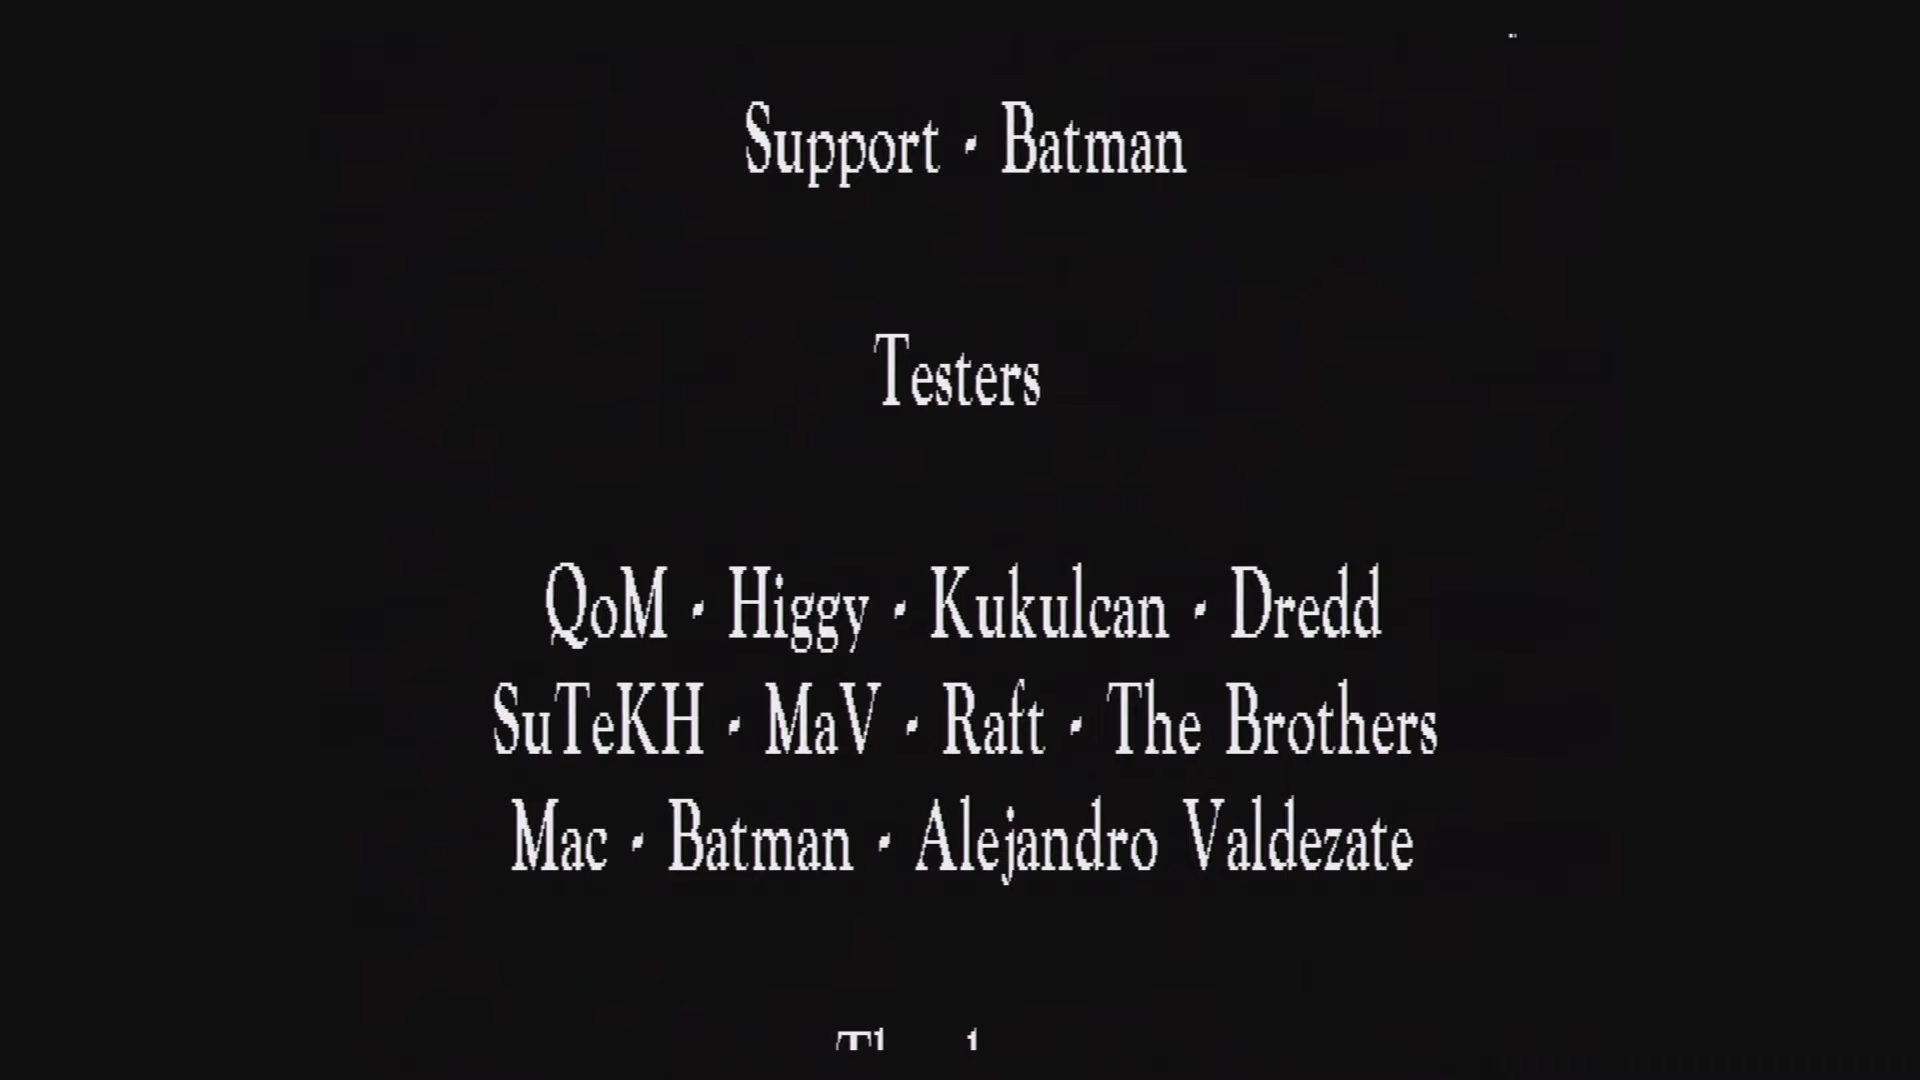 Support · Batman
Testers
QoM · Higgy · Kukulcan · Dredd
SuTeKH · MaV · Raft · The Brothers
Mac · Batman · Alejandro Valdezate